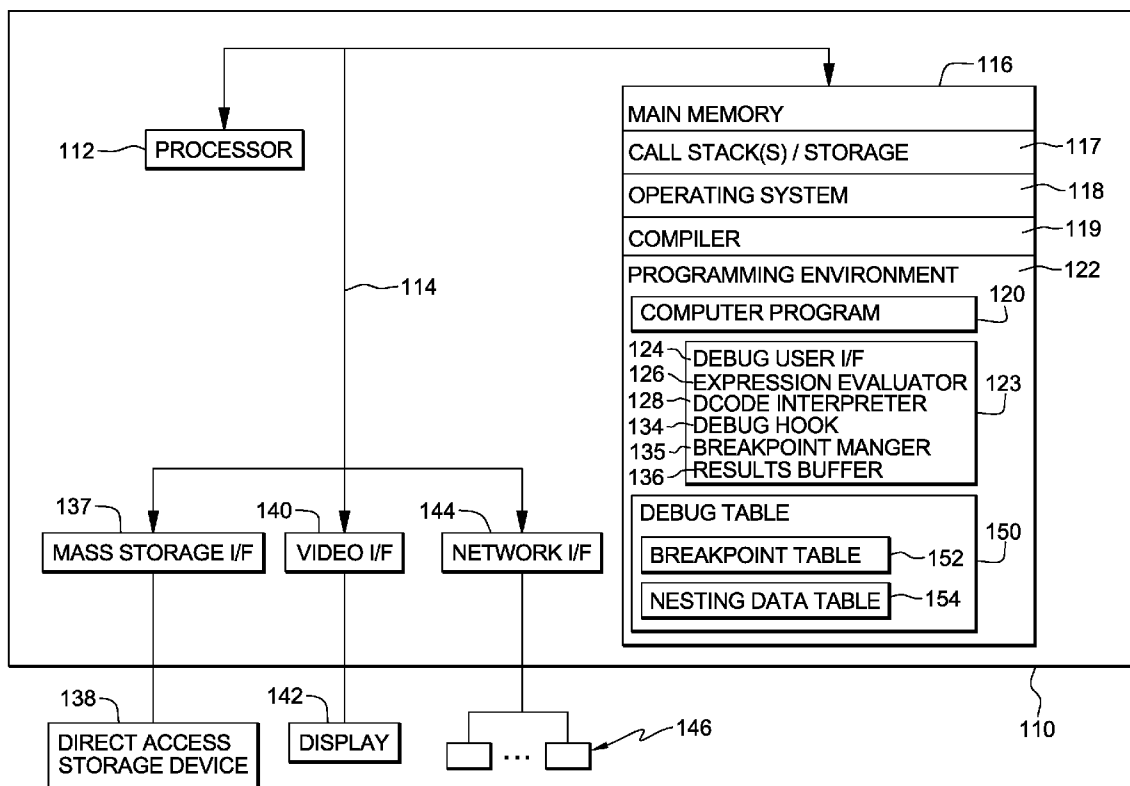 116
MAIN MEMORY
112
PROCESSOR
CALL STACK(S) / STORAGE
117
OPERATING SYSTEM
118
COMPILER
119
PROGRAMMING ENVIRONMENT
122
114
COMPUTER PROGRAM
120
124
DEBUG USER I/F
126
EXPRESSION EVALUATOR
123
128
DCODE INTERPRETER
134
DEBUG HOOK
135
BREAKPOINT MANGER
136
RESULTS BUFFER
137
140
144
MASS STORAGE I/F
VIDEO I/F
NETWORK I/F
DEBUG TABLE
150
BREAKPOINT TABLE
152
NESTING DATA TABLE
154
138
142
146
110
DIRECT ACCESS
STORAGE DEVICE
DISPLAY
...